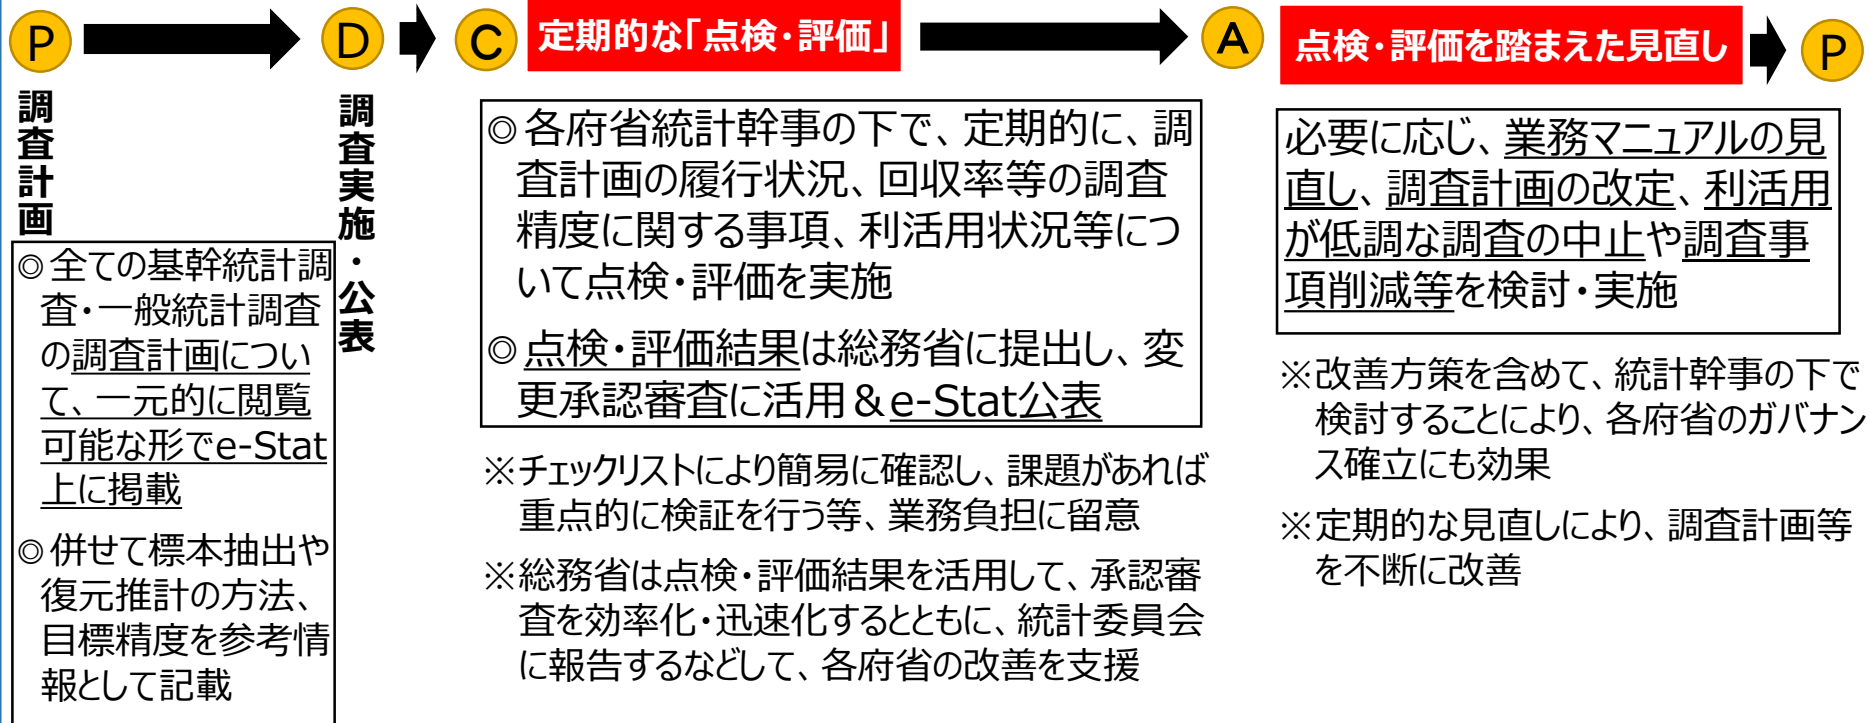 P
D
C
定期的な「点検・評価」
A
点検・評価を踏まえた見直し
P
調査計画
◎全ての基幹統計調
査・一般統計調査
の調査計画につい
て、一元的に閲覧
可能な形でe-Stat
上に掲載
◎併せて標本抽出や
復元推計の方法、
目標精度を参考情
報として記載
調査実施・公表
◎各府省統計幹事の下で、定期的に、調
査計画の履行状況、回収率等の調査
精度に関する事項、利活用状況等につ
いて点検・評価を実施
◎点検・評価結果は総務省に提出し、変
更承認審査に活用&e-Stat公表
※チェックリストにより簡易に確認し、課題があれば
重点的に検証を行う等、業務負担に留意
※総務省は点検・評価結果を活用して、承認審
査を効率化・迅速化するとともに、統計委員会
に報告するなどして、各府省の改善を支援
必要に応じ、業務マニュアルの見
直し、調査計画の改定、利活用
が低調な調査の中止や調査事
項削減等を検討・実施
※改善方策を含めて、統計幹事の下で
検討することにより、各府省のガバナン
ス確立にも効果
※定期的な見直しにより、調査計画等
を不断に改善